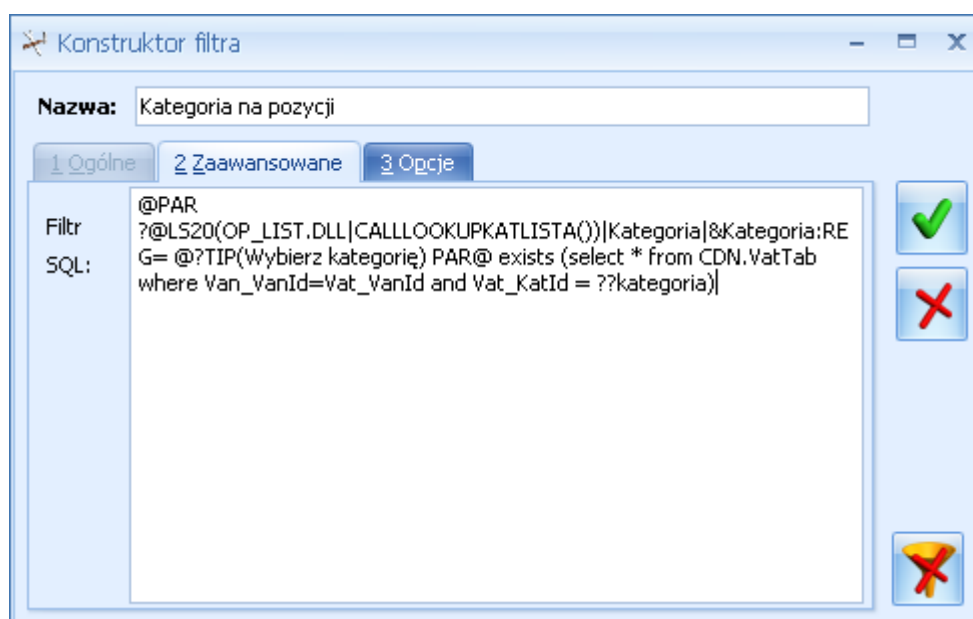 Konstruktor filtra
Nazwa: Kategoria na pozycji
1 Ogólne 2 Zaawansowane 3 Opcje
Filtr SQL:
@PAR
?@LS20(OP_LIST.DLL|CALLLOOKUPKATLISTA())|Kategoria|&Kategoria:RE
G= @?TIP(Wybierz kategorię) PAR@ exists (select * from CDN.VatTab
where Van_VanId=Vat_VanId and Vat_KatId = ??kategoria)